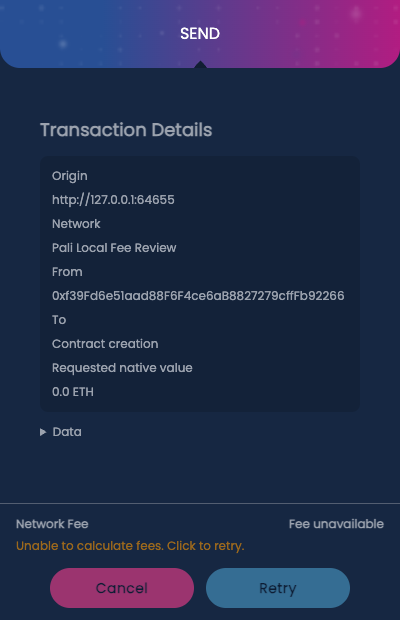 SEND
Transaction Details
Origin
http://127.0.0.1:64655
Network
Pali Local Fee Review
From
0xf39Fd6e51aad88F6F4ce6aB8827279cffFb92266
To
Contract creation
Requested native value
0.0 ETH
Data
Network Fee Fee unavailable
Unable to calculate fees. Click to retry.
Cancel Retry